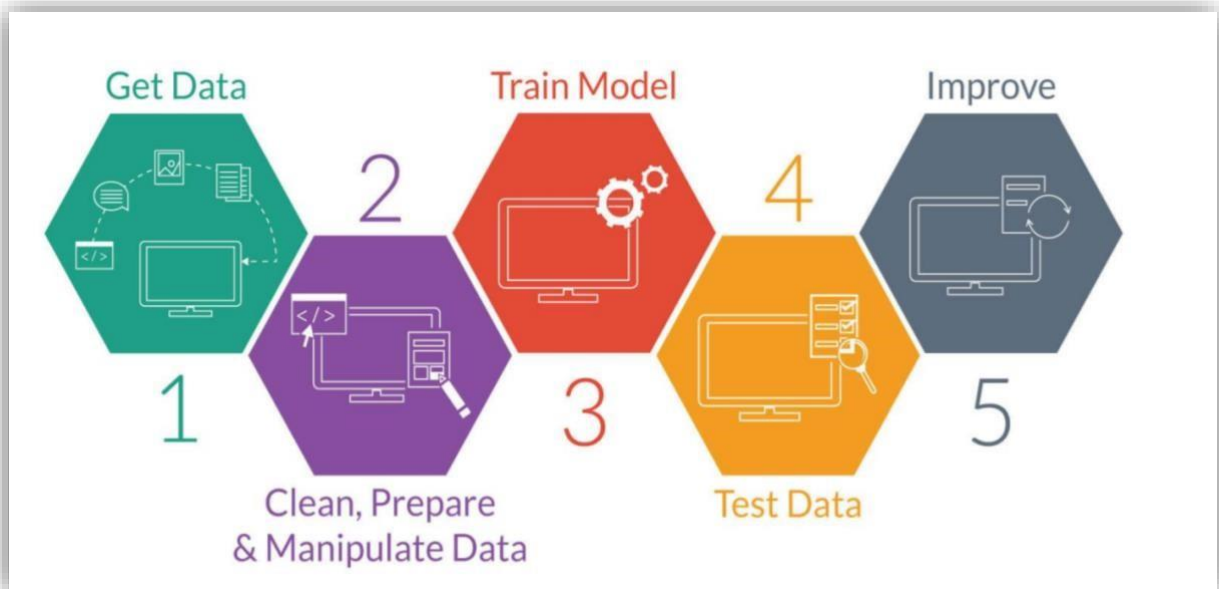 Get Data
1
2
Clean, Prepare
& Manipulate Data
Train Model
3
4
Test Data
Improve
5
</>
</>